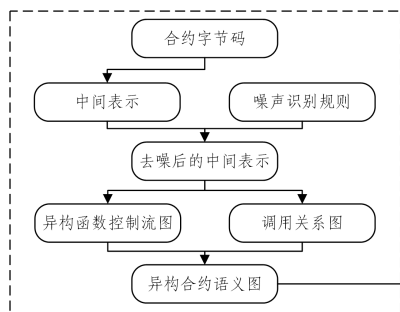 合约字节码
中间表示
噪声识别规则
去噪后的中间表示
异构函数控制流图
调用关系图
异构合约语义图